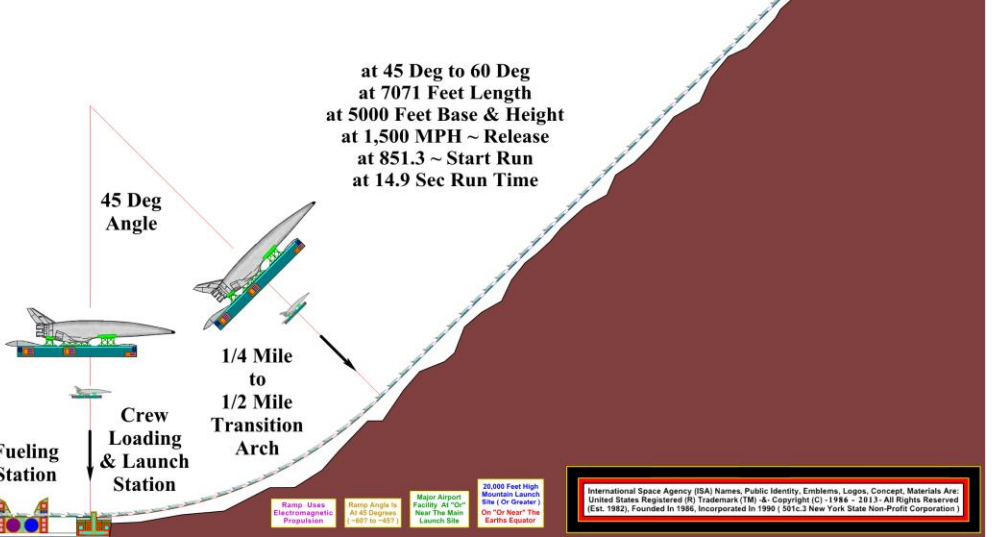 at 45 Deg to 60 Deg
at 7071 Feet Length
at 5000 Feet Base & Height
at 1,500 MPH ~ Release
at 851.3 ~ Start Run
at 14.9 Sec Run Time
45 Deg
Angle
1/4 Mile
to
1/2 Mile
Transition
Arch
Crew
Loading
& Launch
Station
Fueling
Station
Ramp Uses
Electromagnetic
Propulsion
Ramp Angle Is
At 45 Degrees
( ~60? to ~45? )
Major Airport
Facility At "Or"
Near The Main
Launch Site
20,000 Feet High
Mountain Launch
Site ( Or Greater )
On "Or Near" The
Earths Equator
International Space Agency (ISA) Names, Public Identity, Emblems, Logos, Concept, Materials Are:
United States Registered (R) Trademark (TM) -&- Copyright (C) -1986 - 2013- All Rights Reserved
(Est. 1982), Founded In 1986, Incorporated In 1990 ( 501c.3 New York State Non-Profit Corporation )